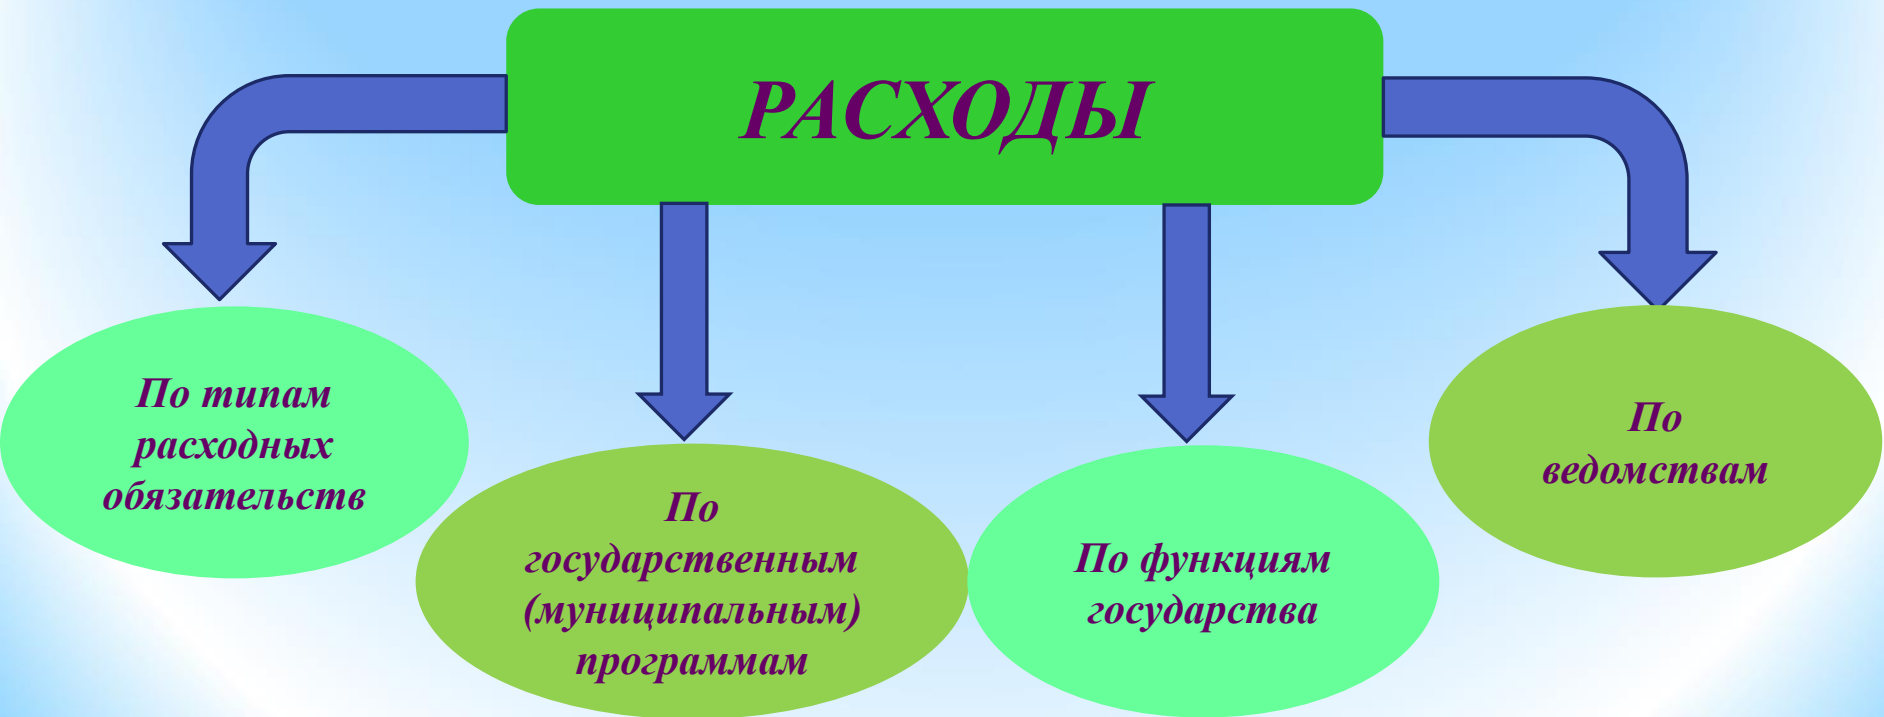 РАСХОДЫ
По типам
расходных
обязательств
По
государственным
(муниципальным)
программам
По функциям
государства
По
ведомствам